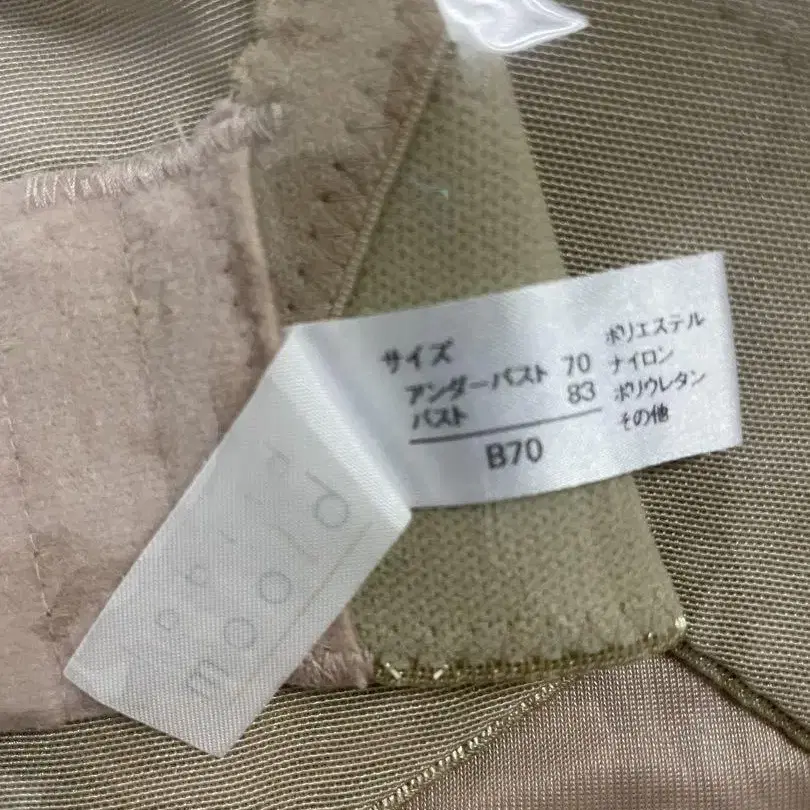 サイズ
アンダーバスト 70
バスト 83
B70
ポリエステル
ナイロン
ポリウレタン
その他
moold